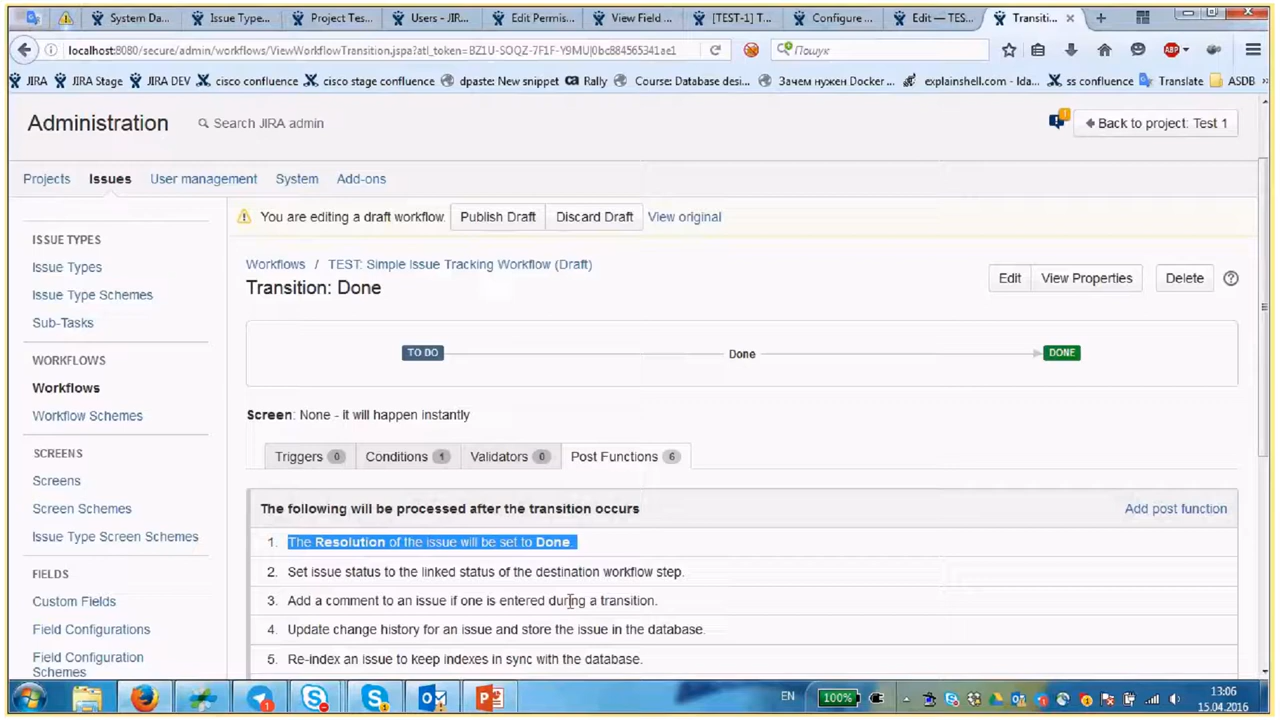 System Da...
Issue Type...
Project Tes...
Users - JIR...
Edit Permis...
View Field ...
[TEST-1] T...
Configure ...
Edit — TES...
Transiti...
localhost:8080/secure/admin/workflows/ViewWorkflowTransition.jspa?atl_token=BZ1U-SOQZ-7F1F-Y9MU|0bc884565341ae1
Пошук
ABP
JIRA
JIRA Stage
JIRA DEV
cisco confluence
cisco stage confluence
dpaste: New snippet
ca Rally
Course: Database desi...
Зачем нужен Docker ...
explainshell.com - Ida...
ss confluence
Translate
ASDB
Administration
Search JIRA admin
Back to project: Test 1
Projects
Issues
User management
System
Add-ons
You are editing a draft workflow.
Publish Draft
Discard Draft
View original
ISSUE TYPES
Issue Types
Issue Type Schemes
Sub-Tasks
WORKFLOWS
Workflows
Workflow Schemes
SCREENS
Screens
Screen Schemes
Issue Type Screen Schemes
FIELDS
Custom Fields
Field Configurations
Field Configuration
Schemes
Workflows / TEST: Simple Issue Tracking Workflow (Draft)
Transition: Done
Edit
View Properties
Delete
TO DO
Done
DONE
Screen: None - it will happen instantly
Triggers 0
Conditions 1
Validators 0
Post Functions 6
The following will be processed after the transition occurs
Add post function
1. The Resolution of the issue will be set to Done.
2. Set issue status to the linked status of the destination workflow step.
3. Add a comment to an issue if one is entered during a transition.
4. Update change history for an issue and store the issue in the database.
5. Re-index an issue to keep indexes in sync with the database.
EN
100%
13:06
15.04.2016